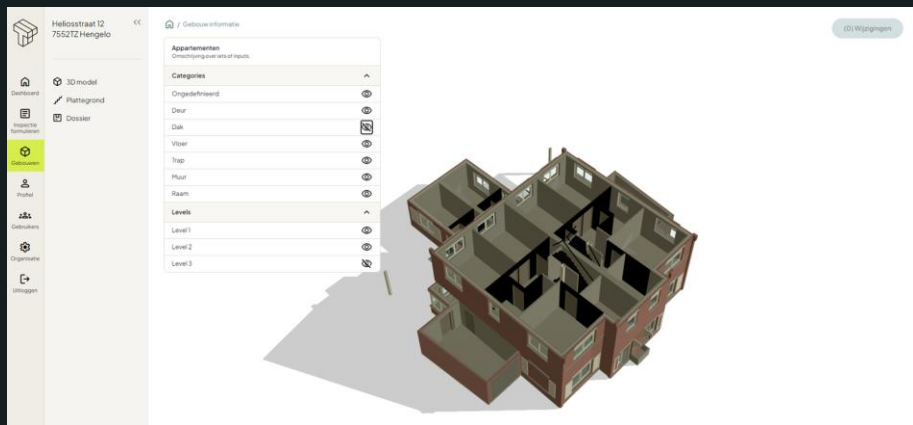 Heliosstraat 12
7552TZ Hengelo
3D model
Plattegrond
Dossier
Dashboard
Inspectie
formulieren
Gebouwen
Profiel
Gebruikers
Organisatie
Uitloggen
/ Gebouw informatie
(0) Wijzigingen
Appartementen
Omschrijving over iets of inputs.
Categories
Ongedefinieerd
Deur
Dak
Vloer
Trap
Muur
Raam
Levels
Level 1
Level 2
Level 3